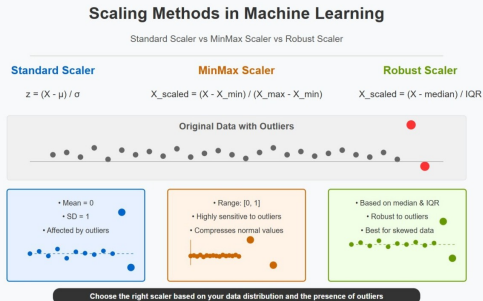 Scaling Methods in Machine Learning
Standard Scaler vs MinMax Scaler vs Robust Scaler
Standard Scaler
MinMax Scaler
Robust Scaler
z = (X - μ) / σ
X_scaled = (X - X_min) / (X_max - X_min)
X_scaled = (X - median) / IQR
Original Data with Outliers
• Mean = 0
• SD = 1
• Affected by outliers
• Range: [0, 1]
• Highly sensitive to outliers
• Compresses normal values
• Based on median & IQR
• Robust to outliers
• Best for skewed data
Choose the right scaler based on your data distribution and the presence of outliers